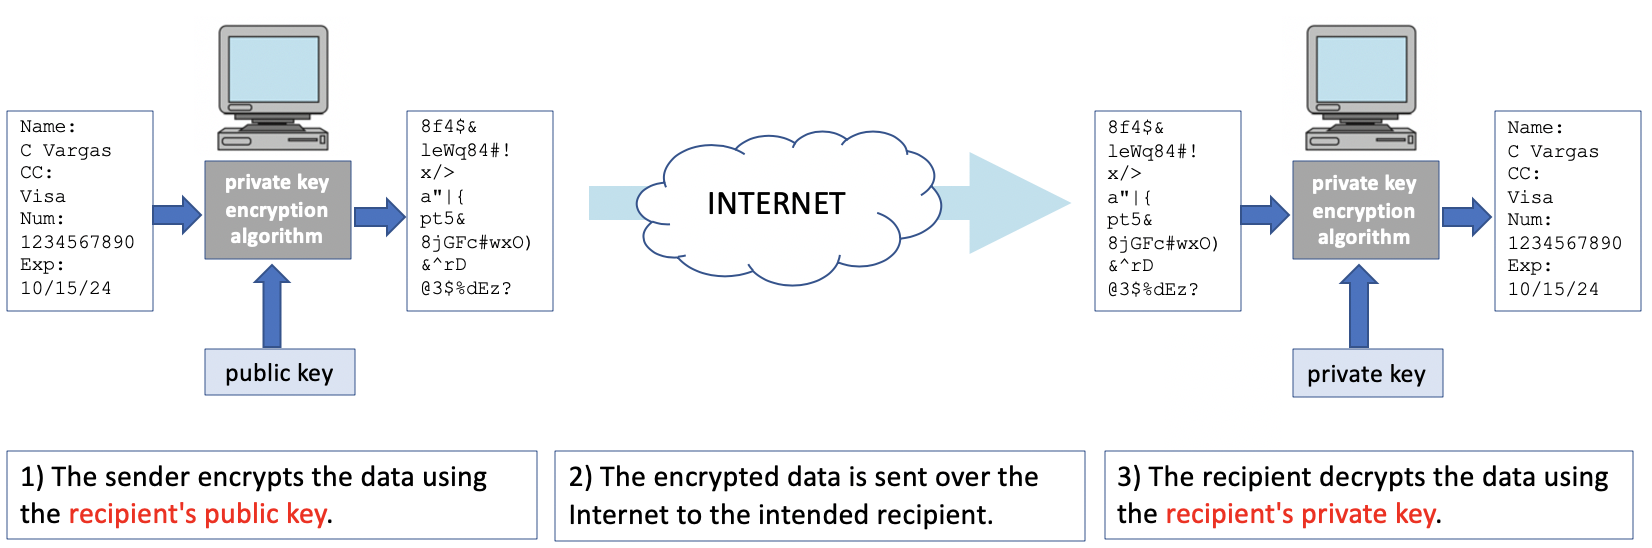 Name:
C Vargas
CC:
Visa
Num:
1234567890
Exp:
10/15/24
private key
encryption
algorithm
public key
8f4$&
leWq84#!
x/>
a"|{
pt5&
8jGFc#wxO)
&^rD
@3$%dEz?
INTERNET
8f4$&
leWq84#!
x/>
a"|{
pt5&
8jGFc#wxO)
&^rD
@3$%dEz?
private key
encryption
algorithm
private key
Name:
C Vargas
CC:
Visa
Num:
1234567890
Exp:
10/15/24
1) The sender encrypts the data using
the recipient's public key.
2) The encrypted data is sent over the
Internet to the intended recipient.
3) The recipient decrypts the data using
the recipient's private key.